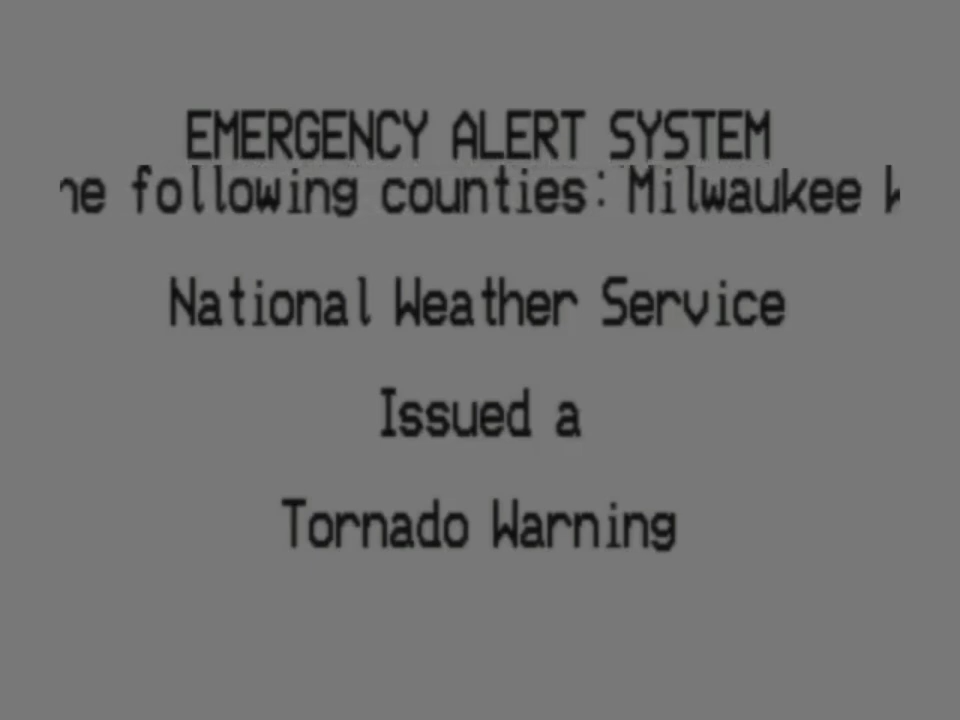 EMERGENCY ALERT SYSTEM
following counties: Milwaukee
National Weather Service
Issued a
Tornado Warning